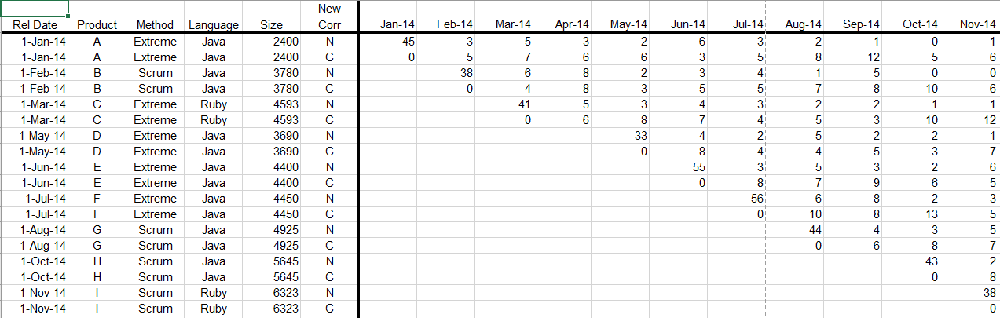 New
Rel Date Product Method Language Size Corr Jan-14 Feb-14 Mar-14 Apr-14 May-14 Jun-14 Jul-14 Aug-14 Sep-14 Oct-14 Nov-14
1-Jan-14 A Extreme Java 2400 N 45 3 5 3 2 6 3 2 1 0 1
1-Jan-14 A Extreme Java 2400 C 0 5 7 6 6 3 5 8 12 5 6
1-Feb-14 B Scrum Java 3780 N 38 6 8 2 3 4 1 5 0 0
1-Feb-14 B Scrum Java 3780 C 0 4 8 3 5 5 7 8 10 6
1-Mar-14 C Extreme Ruby 4593 N 41 5 3 4 3 2 2 1 1
1-Mar-14 C Extreme Ruby 4593 C 0 6 8 7 4 5 3 10 12
1-May-14 D Extreme Java 3690 N 33 4 2 5 2 2 1
1-May-14 D Extreme Java 3690 C 0 8 4 4 5 3 7
1-Jun-14 E Extreme Java 4400 N 55 3 5 3 2 6
1-Jun-14 E Extreme Java 4400 C 0 8 7 9 6 5
1-Jul-14 F Extreme Java 4450 N 56 6 8 2 3
1-Jul-14 F Extreme Java 4450 C 0 10 8 13 5
1-Aug-14 G Scrum Java 4925 N 44 4 3 5
1-Aug-14 G Scrum Java 4925 C 0 6 8 7
1-Oct-14 H Scrum Java 5645 N 43 2
1-Oct-14 H Scrum Java 5645 C 0 8
1-Nov-14 I Scrum Ruby 6323 N 38
1-Nov-14 I Scrum Ruby 6323 C 0